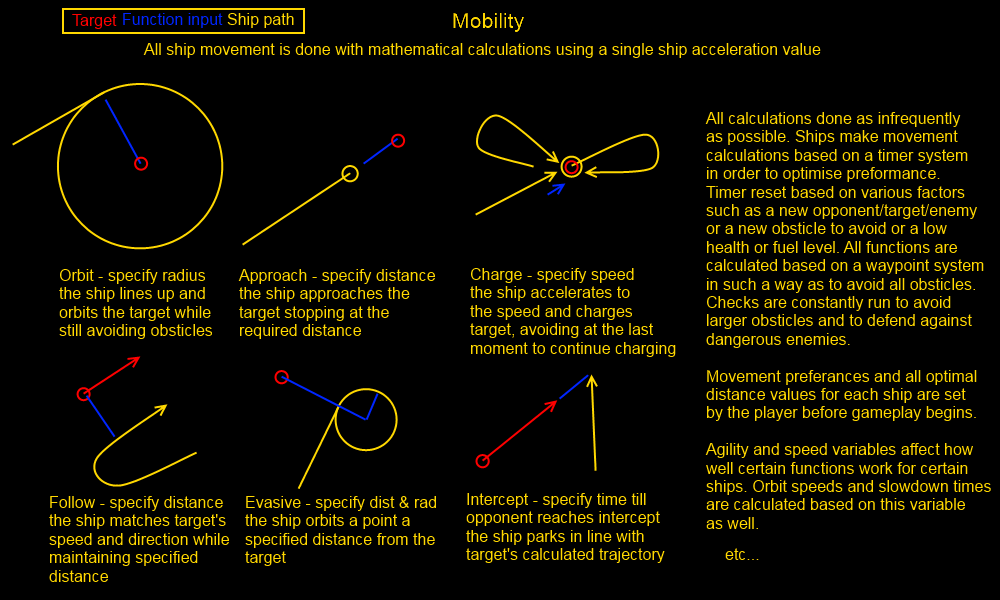 Target Function input Ship path
Mobility
All ship movement is done with mathematical calculations using a single ship acceleration value
Orbit - specify radius
the ship lines up and
orbits the target while
still avoiding obsticles
Approach - specify distance
the ship approaches the
target stopping at the
required distance
Charge - specify speed
the ship accelerates to
the speed and charges
target, avoiding at the last
moment to continue charging
Follow - specify distance
the ship matches target's
speed and direction while
maintaining specified
distance
Evasive - specify dist & rad
the ship orbits a point a
specified distance from the
target
Intercept - specify time till
opponent reaches intercept
the ship parks in line with
target's calculated trajectory
All calculations done as infrequently
as possible. Ships make movement
calculations based on a timer system
in order to optimise preformance.
Timer reset based on various factors
such as a new opponent/target/enemy
or a new obsticle to avoid or a low
health or fuel level. All functions are
calculated based on a waypoint system
in such a way as to avoid all obsticles.
Checks are constantly run to avoid
larger obsticles and to defend against
dangerous enemies.
Movement preferances and all optimal
distance values for each ship are set
by the player before gameplay begins.
Agility and speed variables affect how
well certain functions work for certain
ships. Orbit speeds and slowdown times
are calculated based on this variable
as well.
etc...